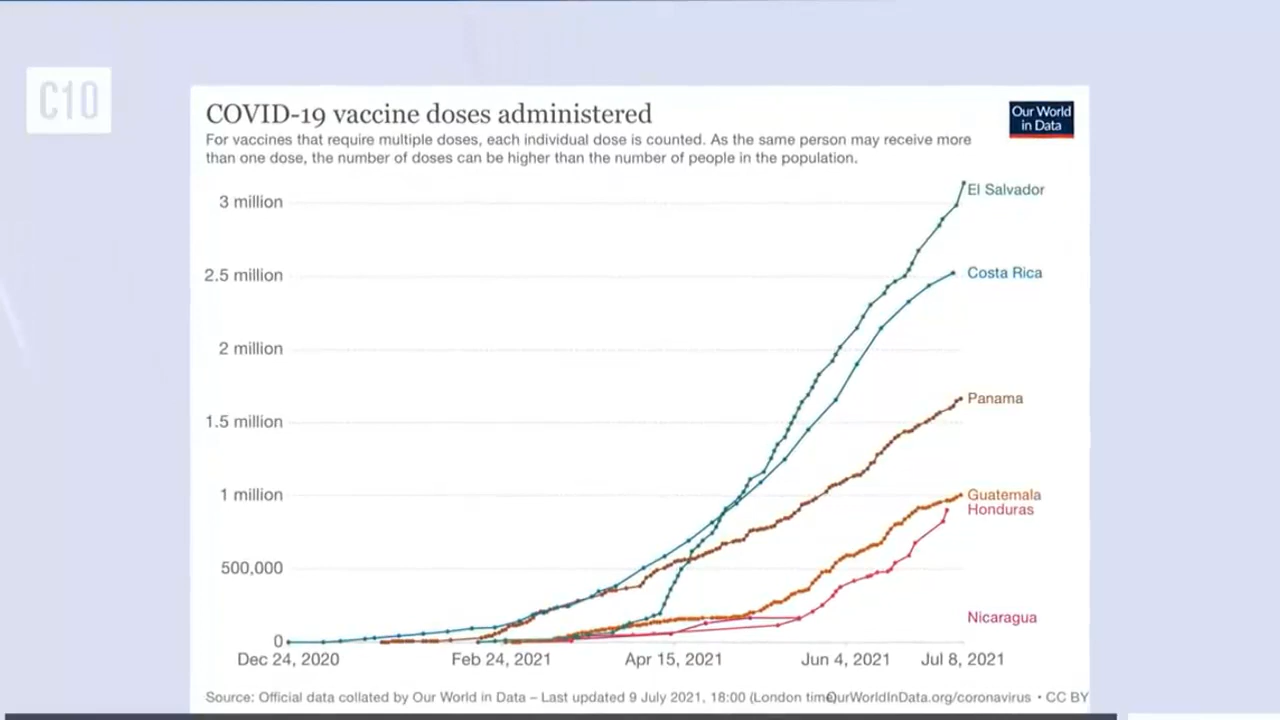 C10
COVID-19 vaccine doses administered
Our World
in Data
For vaccines that require multiple doses, each individual dose is counted. As the same person may receive more
than one dose, the number of doses can be higher than the number of people in the population.
3 million
El Salvador
2.5 million
Costa Rica
2 million
1.5 million
Panama
1 million
Guatemala
Honduras
500,000
Nicaragua
0
Dec 24, 2020
Feb 24, 2021
Apr 15, 2021
Jun 4, 2021
Jul 8, 2021
Source: Official data collated by Our World in Data – Last updated 9 July 2021, 18:00 (London time)
OurWorldInData.org/coronavirus • CC BY